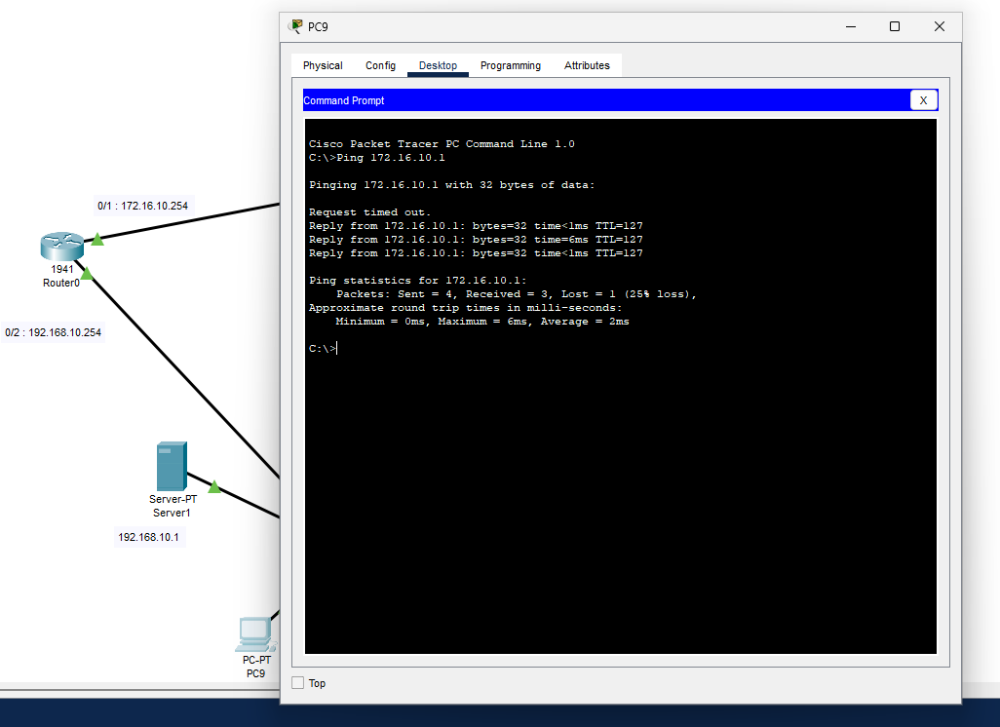 PC9
Physical Config Desktop Programming Attributes
Command Prompt X
Cisco Packet Tracer PC Command Line 1.0
C:\>Ping 172.16.10.1
Pinging 172.16.10.1 with 32 bytes of data:
Request timed out.
Reply from 172.16.10.1: bytes=32 time<1ms TTL=127
Reply from 172.16.10.1: bytes=32 time=6ms TTL=127
Reply from 172.16.10.1: bytes=32 time<1ms TTL=127
Ping statistics for 172.16.10.1:
Packets: Sent = 4, Received = 3, Lost = 1 (25% loss),
Approximate round trip times in milli-seconds:
Minimum = 0ms, Maximum = 6ms, Average = 2ms
C:\>
Top
0/1 : 172.16.10.254
1941
Router0
0/2 : 192.168.10.254
Server-PT
Server1
192.168.10.1
PC-PT
PC9